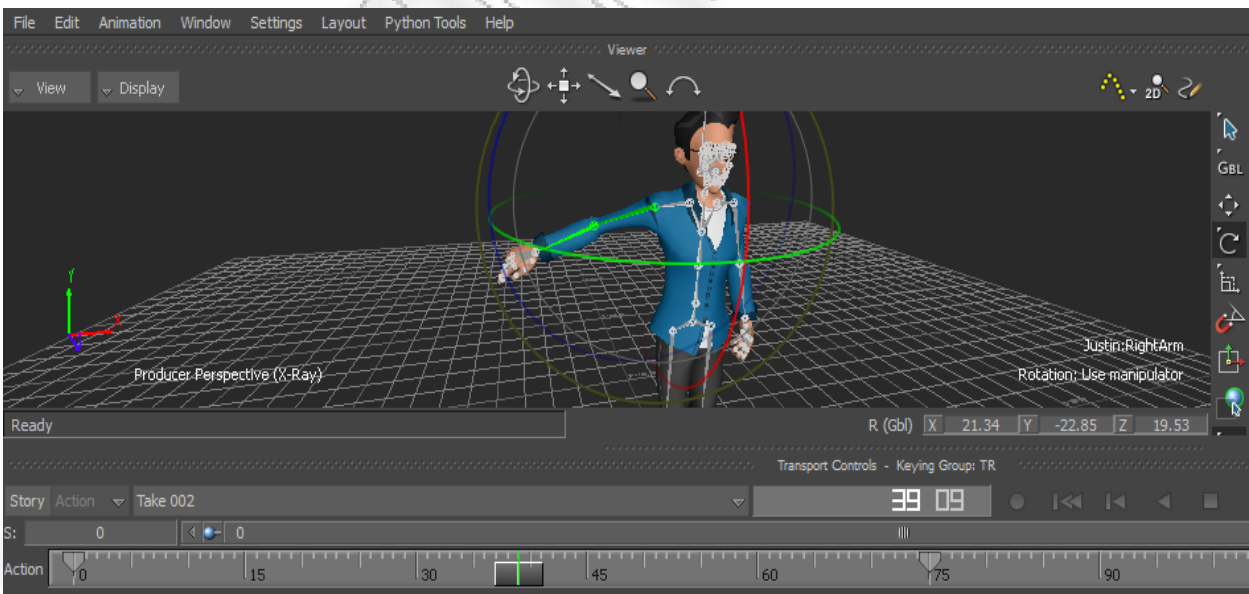 File Edit Animation Window Settings Layout Python Tools Help
Viewer
View Display 2D
GBL
Y
X
Justin:RightArm
Producer Perspective (X-Ray) Rotation: Use manipulator
Ready R (Gbl) X 21.34 Y -22.85 Z 19.53
Transport Controls - Keying Group: TR
Story Action Take 002 39 09
S: 0 0
Action 0 15 30 45 60 75 90